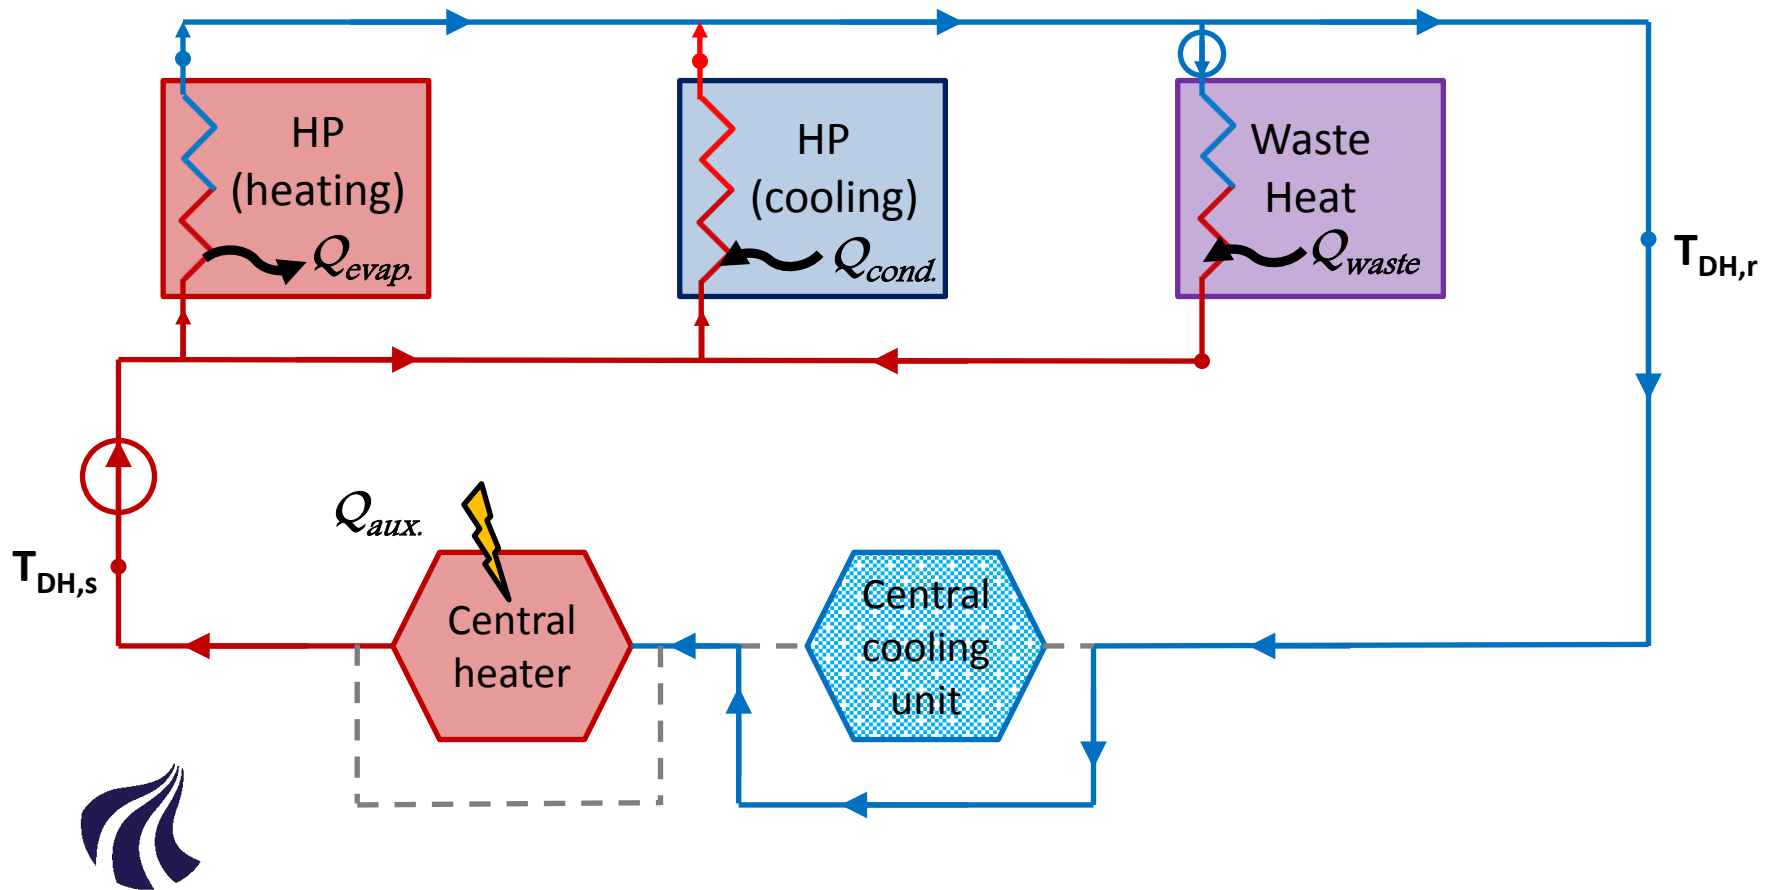 HP
(heating)
Qevap.
HP
(cooling)
Qcond.
Waste
Heat
Qwaste
TDH,r
Qaux.
TDH,s
Central
heater
Central
cooling
unit